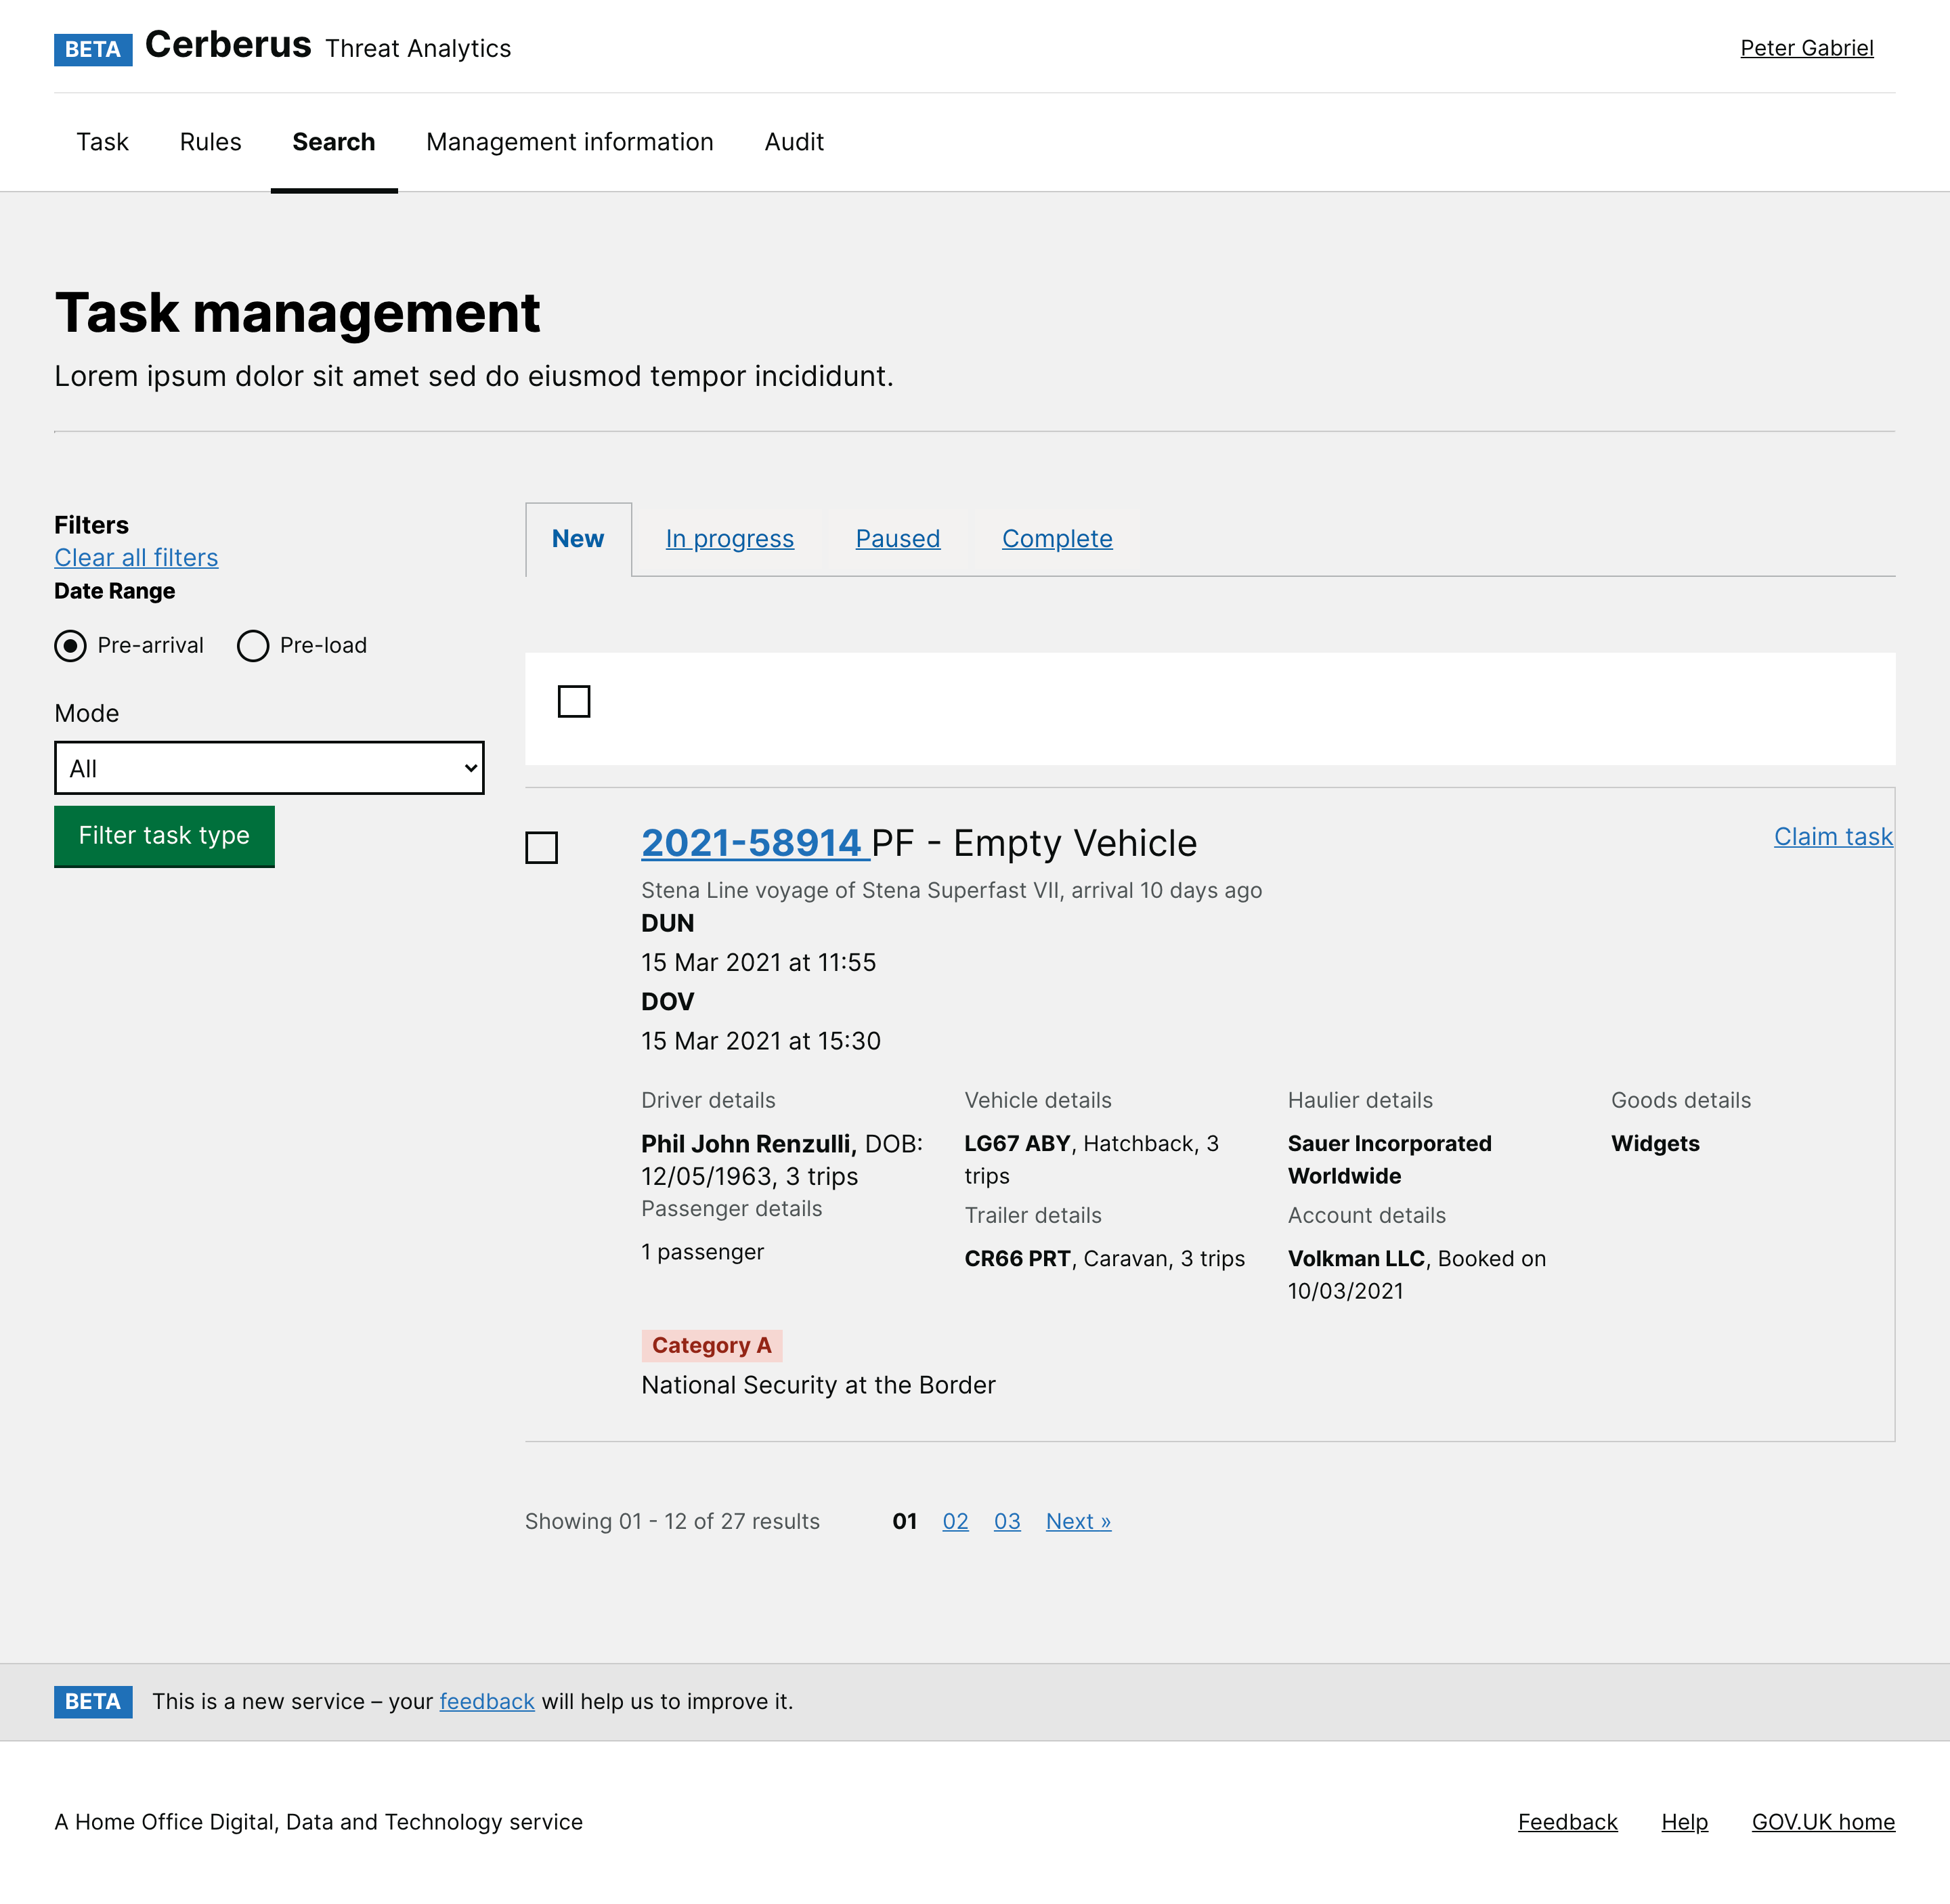 BETA Cerberus Threat Analytics
Peter Gabriel
Task Rules Search Management information Audit
Task management
Lorem ipsum dolor sit amet sed do eiusmod tempor incididunt.
Filters
Clear all filters
Date Range
Pre-arrival Pre-load
Mode
All
Filter task type
New In progress Paused Complete
2021-58914 PF - Empty Vehicle
Claim task
Stena Line voyage of Stena Superfast VII, arrival 10 days ago
DUN
15 Mar 2021 at 11:55
DOV
15 Mar 2021 at 15:30
Driver details
Phil John Renzulli, DOB:
12/05/1963, 3 trips
Passenger details
1 passenger
Vehicle details
LG67 ABY, Hatchback, 3
trips
Trailer details
CR66 PRT, Caravan, 3 trips
Haulier details
Sauer Incorporated
Worldwide
Account details
Volkman LLC, Booked on
10/03/2021
Goods details
Widgets
Category A
National Security at the Border
Showing 01 - 12 of 27 results 01 02 03 Next »
BETA This is a new service – your feedback will help us to improve it.
A Home Office Digital, Data and Technology service
Feedback Help GOV.UK home